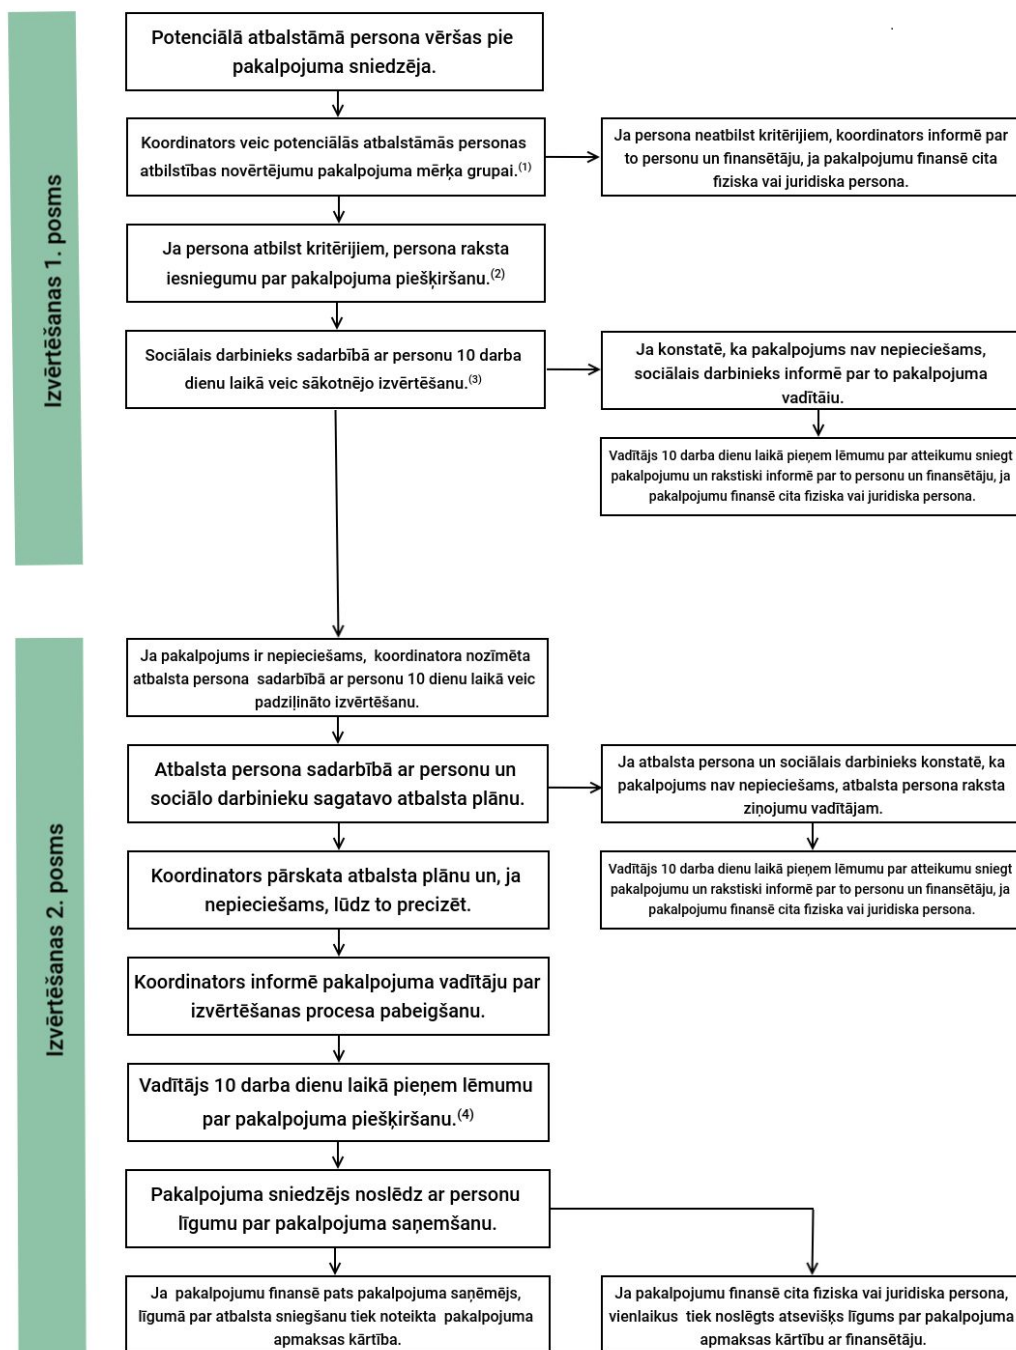 Izvērtēšanas 1. posms
Potenciālā atbalstāmā persona vēršas pie
pakalpojuma sniedzēja.
Koordinators veic potenciālās atbalstāmās personas
atbilstības novērtējumu pakalpojuma mērķa grupai.(1)
Ja persona neatbilst kritērijiem, koordinators informē par
to personu un finansētāju, ja pakalpojumu finansē cita
fiziska vai juridiska persona.
Ja persona atbilst kritērijiem, persona raksta
iesniegumu par pakalpojuma piešķiršanu.(2)
Sociālais darbinieks sadarbībā ar personu 10 darba
dienu laikā veic sākotnējo izvērtēšanu.(3)
Ja konstatē, ka pakalpojums nav nepieciešams,
sociālais darbinieks informē par to pakalpojuma
vadītāju.
Vadītājs 10 darba dienu laikā pieņem lēmumu par atteikumu sniegt
pakalpojumu un rakstiski informē par to personu un finansētāju, ja
pakalpojumu finansē cita fiziska vai juridiska persona.
Izvērtēšanas 2. posms
Ja pakalpojums ir nepieciešams, koordinatora nozīmēta
atbalsta persona sadarbībā ar personu 10 dienu laikā veic
padziļināto izvērtēšanu.
Atbalsta persona sadarbībā ar personu un
sociālo darbinieku sagatavo atbalsta plānu.
Ja atbalsta persona un sociālais darbinieks konstatē, ka
pakalpojums nav nepieciešams, atbalsta persona raksta
ziņojumu vadītājam.
Vadītājs 10 darba dienu laikā pieņem lēmumu par atteikumu sniegt
pakalpojumu un rakstiski informē par to personu un finansētāju, ja
pakalpojumu finansē cita fiziska vai juridiska persona.
Koordinators pārskata atbalsta plānu un, ja
nepieciešams, lūdz to precizēt.
Koordinators informē pakalpojuma vadītāju par
izvērtēšanas procesa pabeigšanu.
Vadītājs 10 darba dienu laikā pieņem lēmumu
par pakalpojuma piešķiršanu.(4)
Pakalpojuma sniedzējs noslēdz ar personu
līgumu par pakalpojuma saņemšanu.
Ja pakalpojumu finansē pats pakalpojuma saņēmējs,
līgumā par atbalsta sniegšanu tiek noteikta pakalpojuma
apmaksas kārtība.
Ja pakalpojumu finansē cita fiziska vai juridiska persona,
vienlaikus tiek noslēgts atsevišķs līgums par pakalpojuma
apmaksas kārtību ar finansētāju.